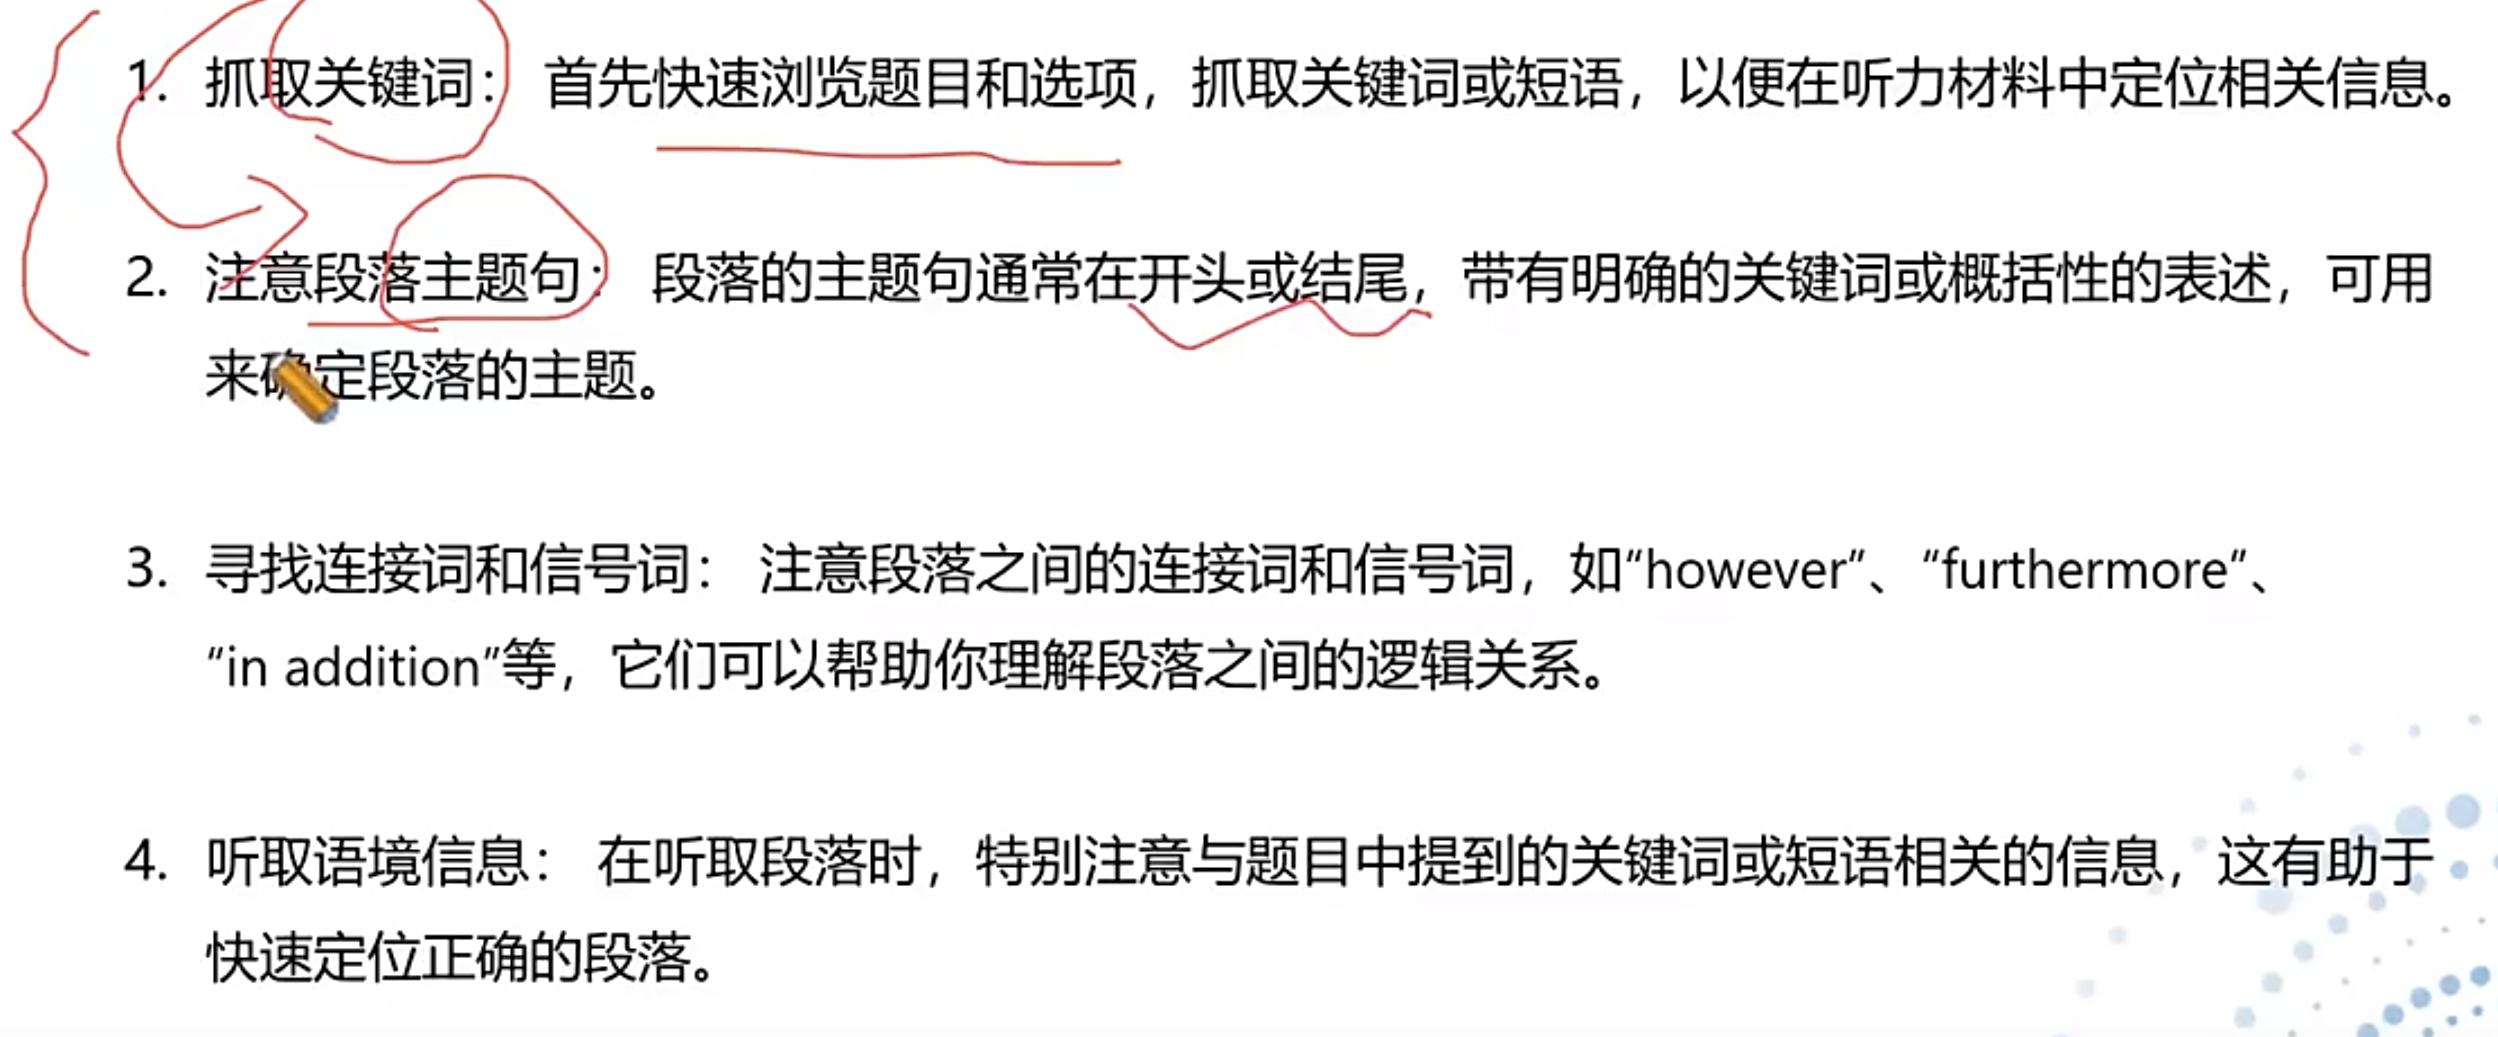 1. 抓取关键词： 首先快速浏览题目和选项，抓取关键词或短语，以便在听力材料中定位相关信息。
2. 注意段落主题句： 段落的主题句通常在开头或结尾，带有明确的关键词或概括性的表述，可用
来确定段落的主题。
3. 寻找连接词和信号词： 注意段落之间的连接词和信号词，如“however”、“furthermore”、
“in addition”等，它们可以帮助你理解段落之间的逻辑关系。
4. 听取语境信息： 在听取段落时，特别注意与题目中提到的关键词或短语相关的信息，这有助于
快速定位正确的段落。